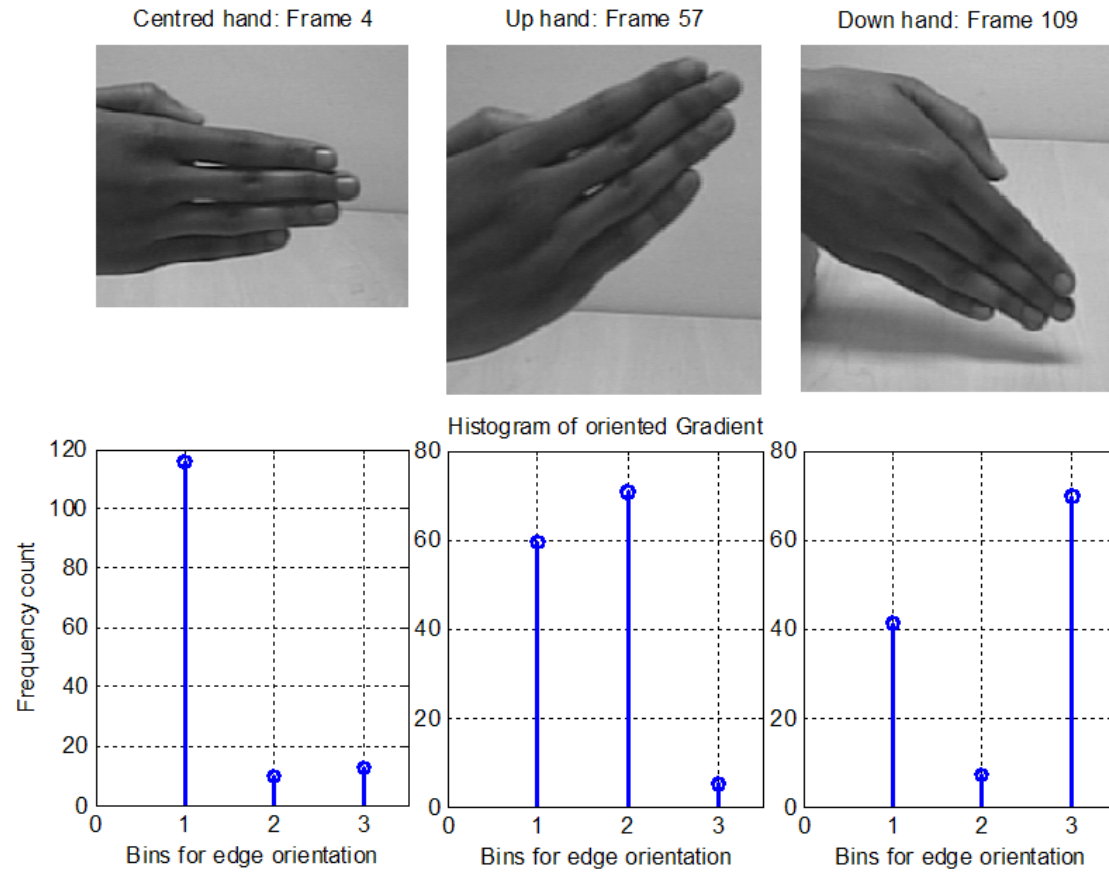 Centred hand: Frame 4
Up hand: Frame 57
Down hand: Frame 109
Histogram of oriented Gradient
Frequency count
120
100
80
60
40
20
0
0 1 2 3
Bins for edge orientation
80
60
40
20
0
0 1 2 3
Bins for edge orientation
80
60
40
20
0
0 1 2 3
Bins for edge orientation